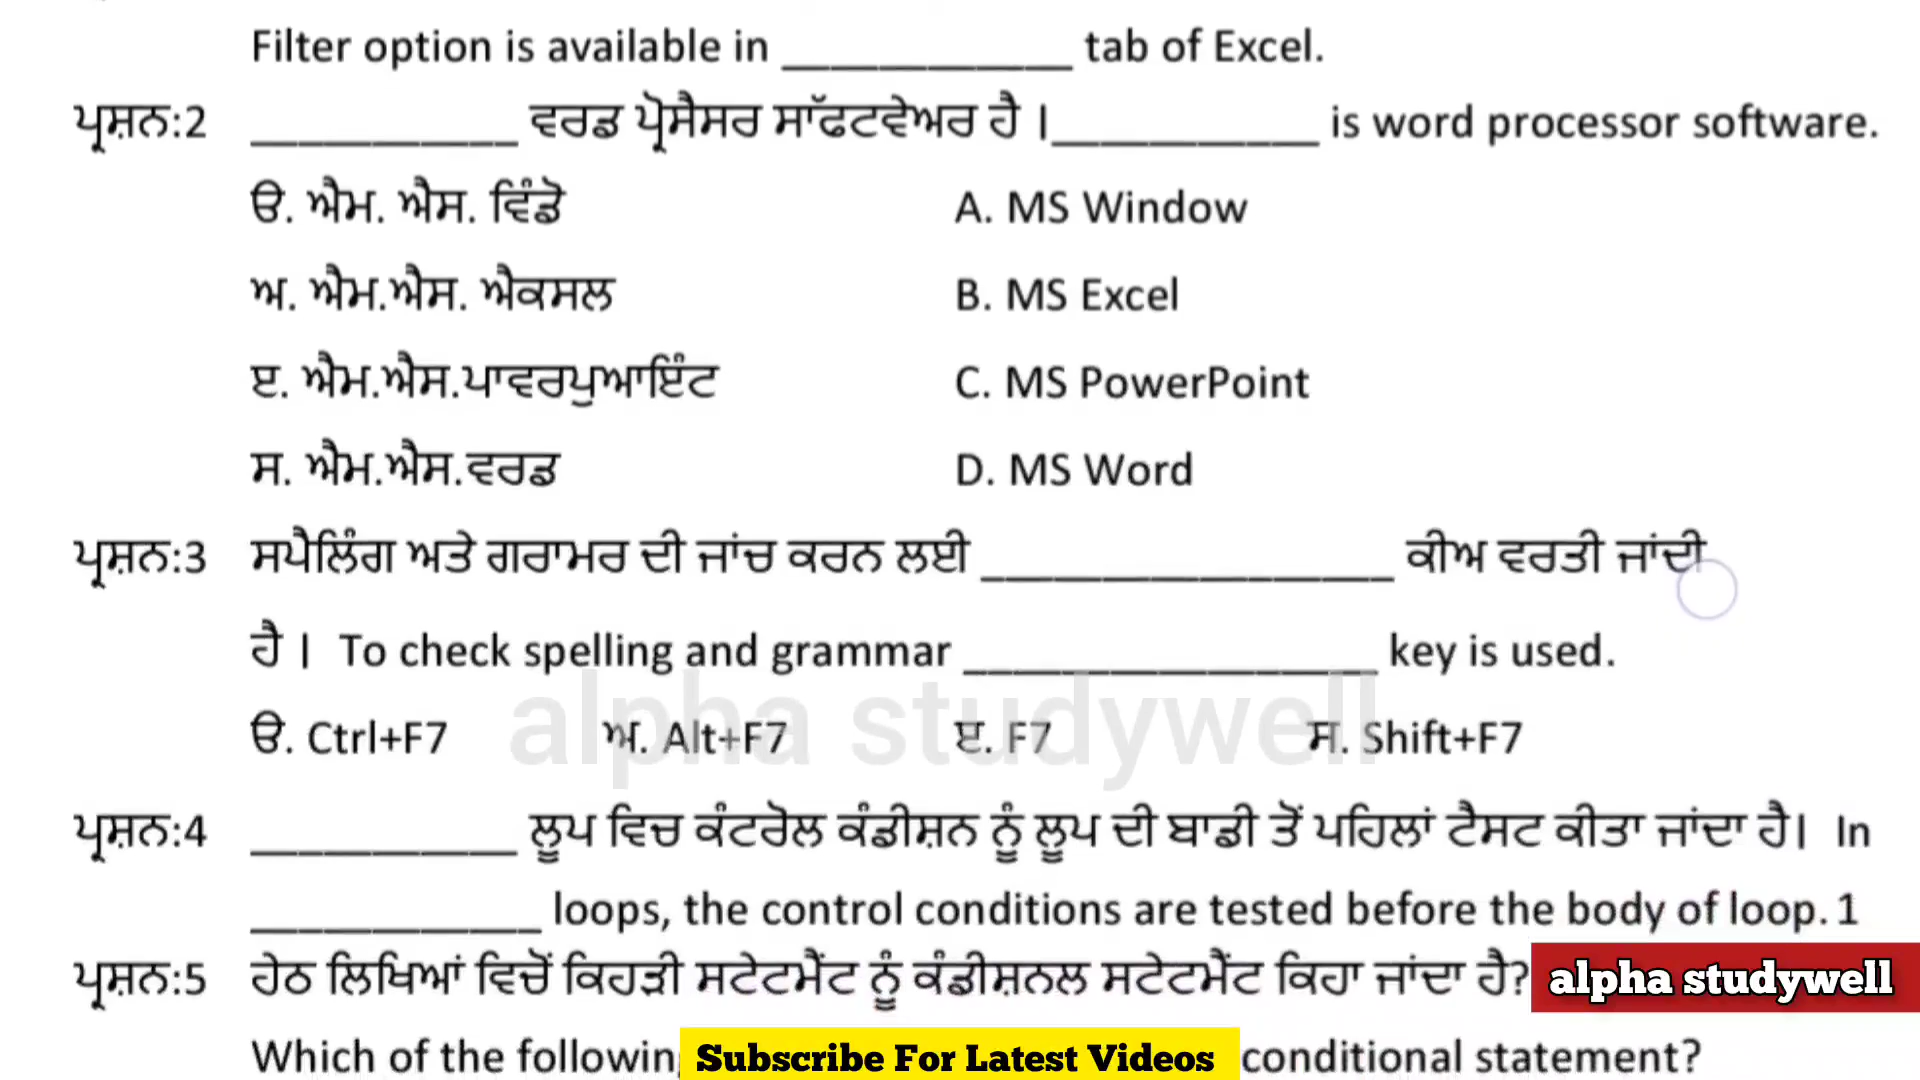 Filter option is available in ____________ tab of Excel.
ਪ੍ਰਸ਼ਨ:2 ___________ ਵਰਡ ਪ੍ਰੋਸੈਸਰ ਸਾੱਫਟਵੇਅਰ ਹੈ ।___________ is word processor software.
ੳ. ਐਮ. ਐਸ. ਵਿੰਡੋ A. MS Window
ਅ. ਐਮ.ਐਸ. ਐਕਸਲ B. MS Excel
ੲ. ਐਮ.ਐਸ.ਪਾਵਰਪੁਆਇੰਟ C. MS PowerPoint
ਸ. ਐਮ.ਐਸ.ਵਰਡ D. MS Word
ਪ੍ਰਸ਼ਨ:3 ਸਪੈਲਿੰਗ ਅਤੇ ਗਰਾਮਰ ਦੀ ਜਾਂਚ ਕਰਨ ਲਈ _________________ ਕੀਅ ਵਰਤੀ ਜਾਂਦੀ
ਹੈ । To check spelling and grammar _________________ key is used.
alpha studywell
ੳ. Ctrl+F7 ਅ. Alt+F7 ੲ. F7 ਸ. Shift+F7
ਪ੍ਰਸ਼ਨ:4 ___________ ਲੂਪ ਵਿਚ ਕੰਟਰੋਲ ਕੰਡੀਸ਼ਨ ਨੂੰ ਲੂਪ ਦੀ ਬਾਡੀ ਤੋਂ ਪਹਿਲਾਂ ਟੈਸਟ ਕੀਤਾ ਜਾਂਦਾ ਹੈ। In
____________ loops, the control conditions are tested before the body of loop. 1
ਪ੍ਰਸ਼ਨ:5 ਹੇਠ ਲਿਖਿਆਂ ਵਿਚੋਂ ਕਿਹੜੀ ਸਟੇਟਮੈਂਟ ਨੂੰ ਕੰਡੀਸ਼ਨਲ ਸਟੇਟਮੈਂਟ ਕਿਹਾ ਜਾਂਦਾ ਹੈ?
alpha studywell
Which of the followin conditional statement?
Subscribe For Latest Videos